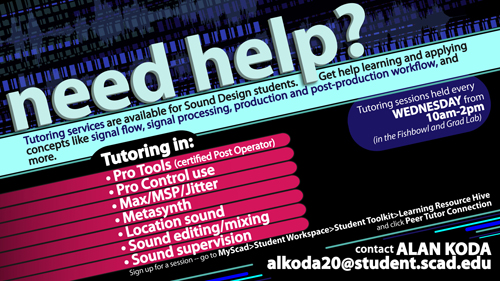 need help?
Tutoring services are available for Sound Design students. Get help learning and applying
concepts like signal flow, signal processing, production and post-production workflow, and
more.
Tutoring sessions held every
WEDNESDAY from
10am-2pm
(in the Fishbowl and Grad Lab)
Tutoring in:
• Pro Tools (certified Post Operator)
• Pro Control use
• Max/MSP/Jitter
• Metasynth
• Location sound
• Sound editing/mixing
• Sound supervision
Sign up for a session -- go to MyScad>Student Workspace>Student Toolkit>Learning Resource Hive
and click Peer Tutor Connection
contact ALAN KODA
alkoda20@student.scad.edu